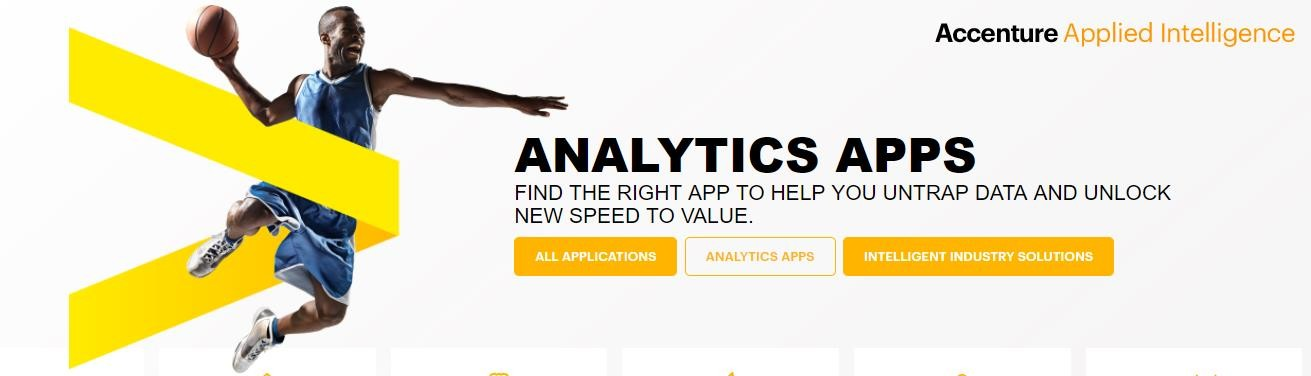 Accenture Applied Intelligence
ANALYTICS APPS
FIND THE RIGHT APP TO HELP YOU UNTRAP DATA AND UNLOCK
NEW SPEED TO VALUE.
ALL APPLICATIONS
ANALYTICS APPS
INTELLIGENT INDUSTRY SOLUTIONS